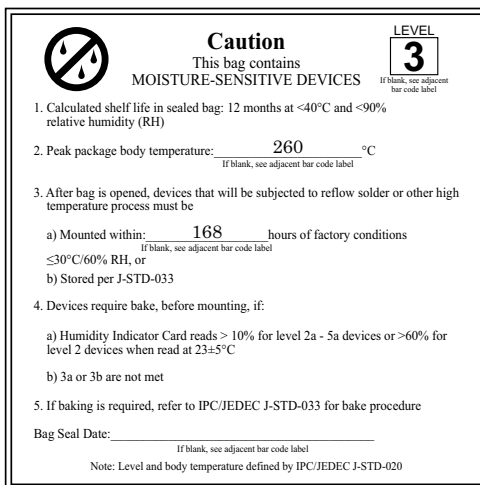 Caution
This bag contains
MOISTURE-SENSITIVE DEVICES
LEVEL
3
If blank, see adjacent
bar code label
1. Calculated shelf life in sealed bag: 12 months at <40°C and <90%
relative humidity (RH)
2. Peak package body temperature: 260 °C
If blank, see adjacent bar code label
3. After bag is opened, devices that will be subjected to reflow solder or other high
temperature process must be
a) Mounted within: 168 hours of factory conditions
If blank, see adjacent bar code label
≤30°C/60% RH, or
b) Stored per J-STD-033
4. Devices require bake, before mounting, if:
a) Humidity Indicator Card reads > 10% for level 2a - 5a devices or >60% for
level 2 devices when read at 23±5°C
b) 3a or 3b are not met
5. If baking is required, refer to IPC/JEDEC J-STD-033 for bake procedure
Bag Seal Date:
If blank, see adjacent bar code label
Note: Level and body temperature defined by IPC/JEDEC J-STD-020